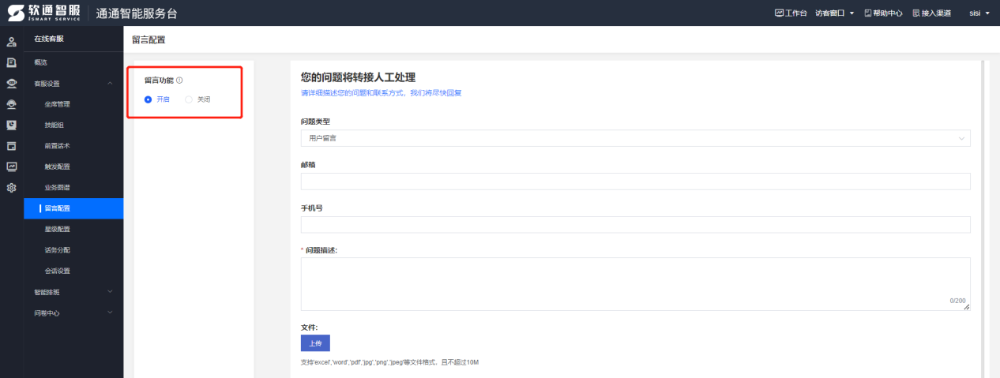 软通智服 通通智能服务台 工作台 访客窗口 帮助中心 接入渠道 sisi
ISMART SERVICE
在线客服
留言配置
概览
客服设置
坐席管理
技能组
前置话术
触发配置
业务图谱
留言配置
星级配置
话务分配
会话设置
智能排班
问卷中心
留言功能
开启 关闭
您的问题将转接人工处理
请详细描述您的问题和联系方式，我们将尽快回复
问题类型
用户留言
邮箱
手机号
* 问题描述:
0/200
文件:
上传
支持'excel','word','pdf','jpg','png','jpeg'等文件格式，且不超过10M